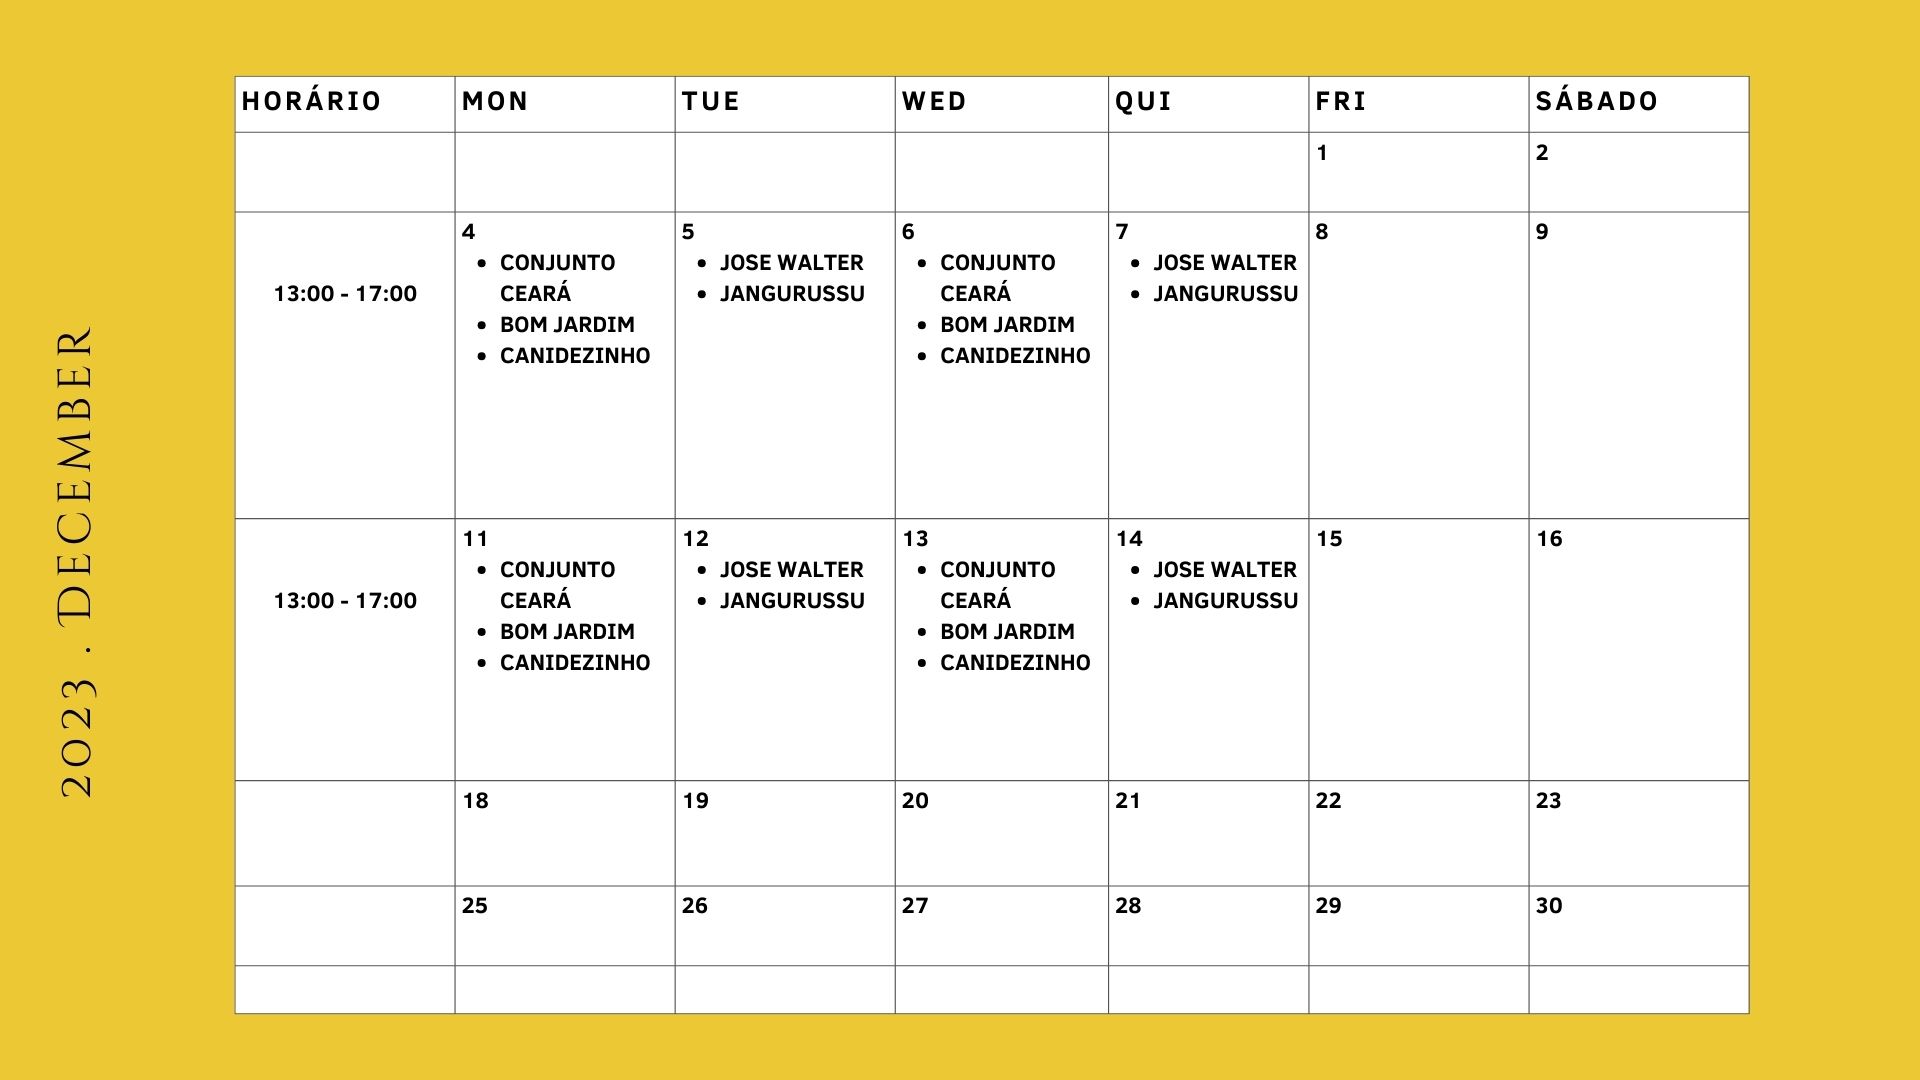 2023 . DECEMBER
HORÁRIO MON TUE WED QUI FRI SÁBADO
1 2
13:00 - 17:00
4
• CONJUNTO
CEARÁ
• BOM JARDIM
• CANIDEZINHO
5
• JOSE WALTER
• JANGURUSSU
6
• CONJUNTO
CEARÁ
• BOM JARDIM
• CANIDEZINHO
7
• JOSE WALTER
• JANGURUSSU
8
9
13:00 - 17:00
11
• CONJUNTO
CEARÁ
• BOM JARDIM
• CANIDEZINHO
12
• JOSE WALTER
• JANGURUSSU
13
• CONJUNTO
CEARÁ
• BOM JARDIM
• CANIDEZINHO
14
• JOSE WALTER
• JANGURUSSU
15
16
18 19 20 21 22 23
25 26 27 28 29 30